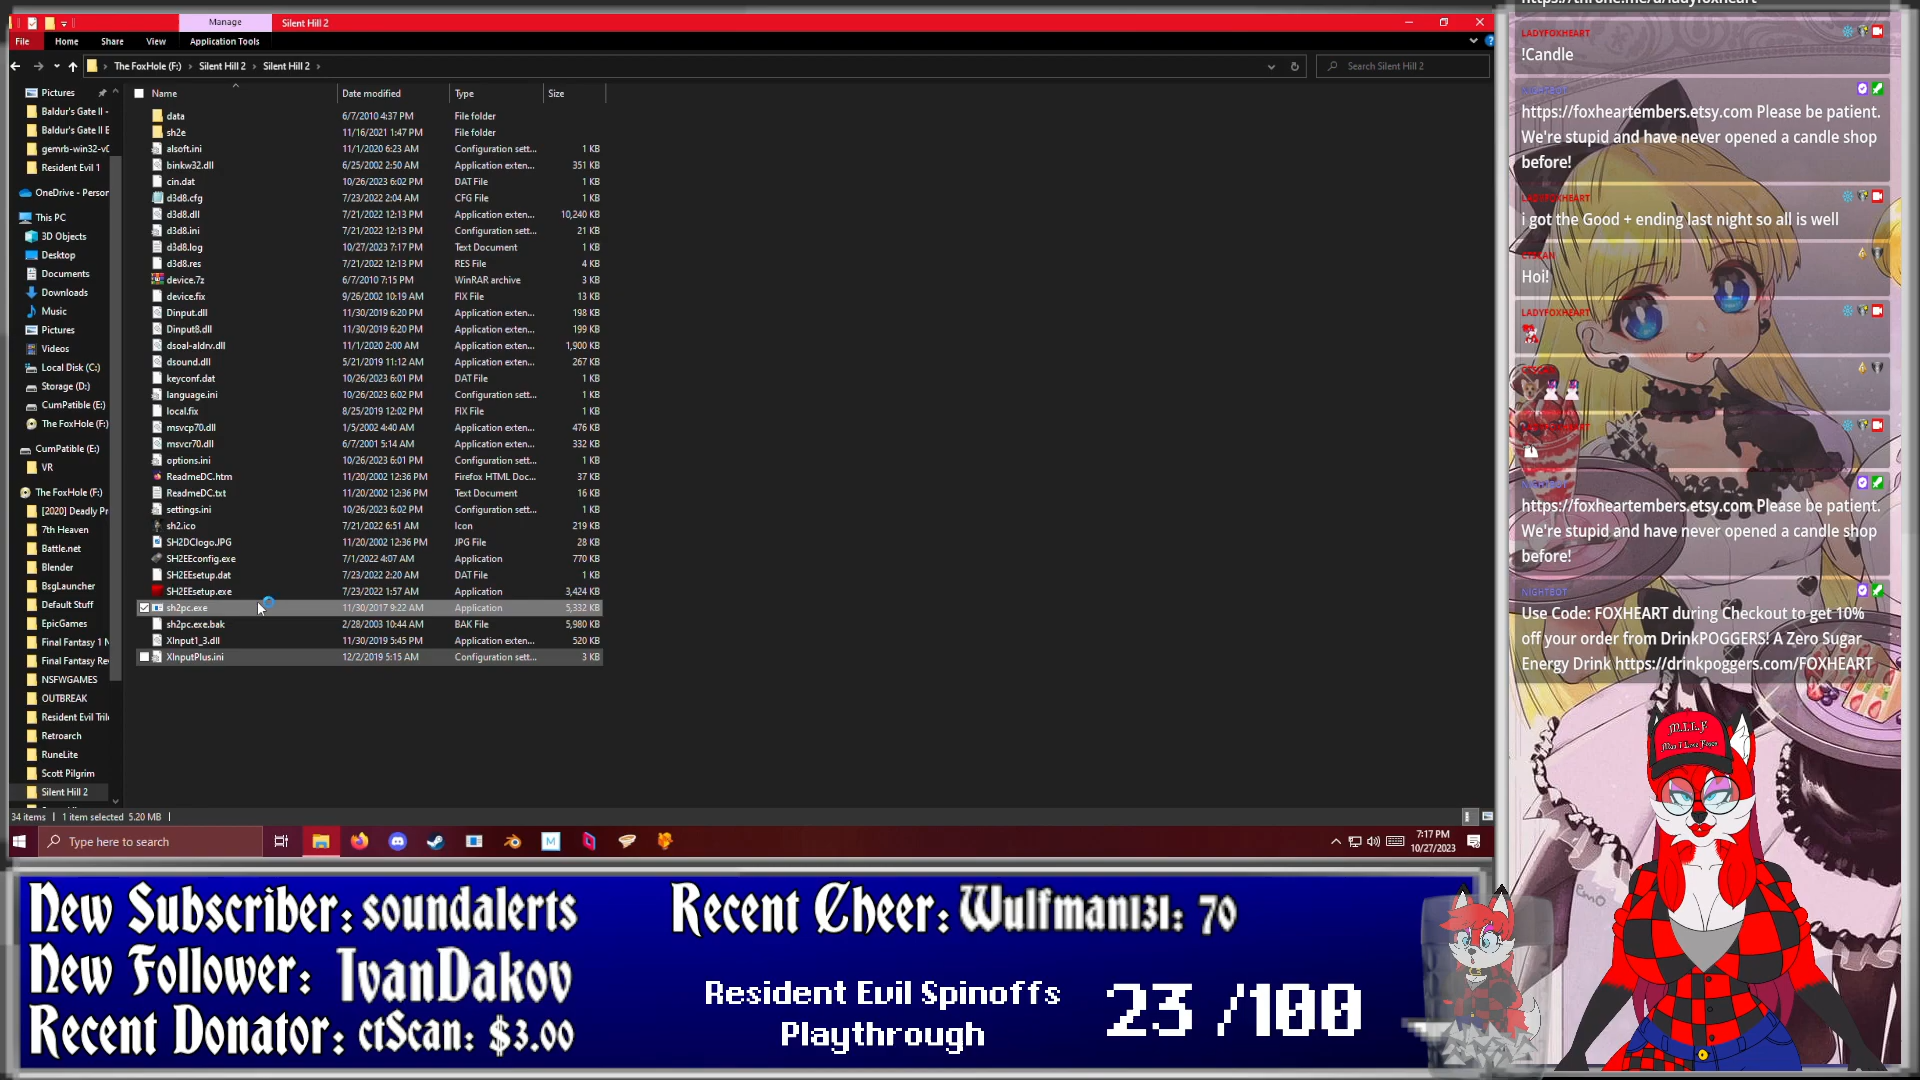 Manage
Silent Hill 2
File
Home
Share
View
Application Tools
The FoxHole (F:) > Silent Hill 2 > Silent Hill 2 >
Search Silent Hill 2
Pictures
Baldur's Gate II -
Baldur's Gate II E
gemrb-win32-v0
Resident Evil 1
OneDrive - Person
This PC
3D Objects
Desktop
Documents
Downloads
Music
Pictures
Videos
Local Disk (C:)
Storage (D:)
CumPatible (E:)
The FoxHole (F:)
CumPatible (E:)
VR
The FoxHole (F:)
[2020] Deadly Pr
7th Heaven
Battle.net
Blender
BsgLauncher
Default Stuff
EpicGames
Final Fantasy 1 N
Final Fantasy Re
NSFWGAMES
OUTBREAK
Resident Evil Tril
Retroarch
RuneLite
Scott Pilgrim
Silent Hill 2
Name Date modified Type Size
data 6/7/2010 4:37 PM File folder
sh2e 11/16/2021 1:47 PM File folder
alsoft.ini 11/1/2020 6:23 AM Configuration sett... 1 KB
binkw32.dll 6/25/2002 2:50 AM Application exten... 351 KB
cin.dat 10/26/2023 6:02 PM DAT File 1 KB
d3d8.cfg 7/23/2022 2:04 AM CFG File 1 KB
d3d8.dll 7/21/2022 12:13 PM Application exten... 10,240 KB
d3d8.ini 7/21/2022 12:13 PM Configuration sett... 21 KB
d3d8.log 10/27/2023 7:17 PM Text Document 1 KB
d3d8.res 7/21/2022 12:13 PM RES File 4 KB
device.7z 6/7/2010 7:15 PM WinRAR archive 3 KB
device.fix 9/26/2002 10:19 AM FIX File 13 KB
Dinput.dll 11/30/2019 6:20 PM Application exten... 198 KB
Dinput8.dll 11/30/2019 6:20 PM Application exten... 199 KB
dsoal-aldrv.dll 11/1/2020 2:00 AM Application exten... 1,900 KB
dsound.dll 5/21/2019 11:12 AM Application exten... 267 KB
keyconf.dat 10/26/2023 6:01 PM DAT File 1 KB
language.ini 10/26/2023 6:02 PM Configuration sett... 1 KB
local.fix 8/25/2019 12:02 PM FIX File 1 KB
msvcp70.dll 1/5/2002 4:40 AM Application exten... 476 KB
msvcr70.dll 6/7/2001 5:14 AM Application exten... 332 KB
options.ini 10/26/2023 6:01 PM Configuration sett... 1 KB
ReadmeDC.htm 11/20/2002 12:36 PM Firefox HTML Doc... 37 KB
ReadmeDC.txt 11/20/2002 12:36 PM Text Document 16 KB
settings.ini 10/26/2023 6:02 PM Configuration sett... 1 KB
sh2.ico 7/21/2022 6:51 AM Icon 219 KB
SH2DClogo.JPG 11/20/2002 12:36 PM JPG File 28 KB
SH2EEconfig.exe 7/1/2022 4:07 AM Application 770 KB
SH2EEsetup.dat 7/23/2022 2:20 AM DAT File 1 KB
SH2EEsetup.exe 7/23/2022 1:57 AM Application 3,424 KB
sh2pc.exe 11/30/2017 9:22 AM Application 5,332 KB
sh2pc.exe.bak 2/28/2003 10:44 AM BAK File 5,980 KB
XInput1_3.dll 11/30/2019 5:45 PM Application exten... 520 KB
XInputPlus.ini 12/2/2019 5:15 AM Configuration sett... 3 KB
34 items 1 item selected 5.20 MB
Type here to search
7:17 PM
10/27/2023
LADYFOXHEART
!Candle
NIGHTBOT
https://foxheartembers.etsy.com Please be patient.
We're stupid and have never opened a candle shop
before!
LADYFOXHEART
i got the Good + ending last night so all is well
CTSCAN
Hoi!
LADYFOXHEART
CTSCAN
LADYFOXHEART
NIGHTBOT
https://foxheartembers.etsy.com Please be patient.
We're stupid and have never opened a candle shop
before!
NIGHTBOT
Use Code: FOXHEART during Checkout to get 10%
off your order from DrinkPOGGERS! A Zero Sugar
Energy Drink https://drinkpoggers.com/FOXHEART
M.I.L.F
Man I Love Foxes
New Subscriber: soundalerts
New Follower: IvanDakov
Recent Donator: ctScan: $3.00
Recent Cheer: Wulfman131: 70
Resident Evil Spinoffs
Playthrough
23 /100